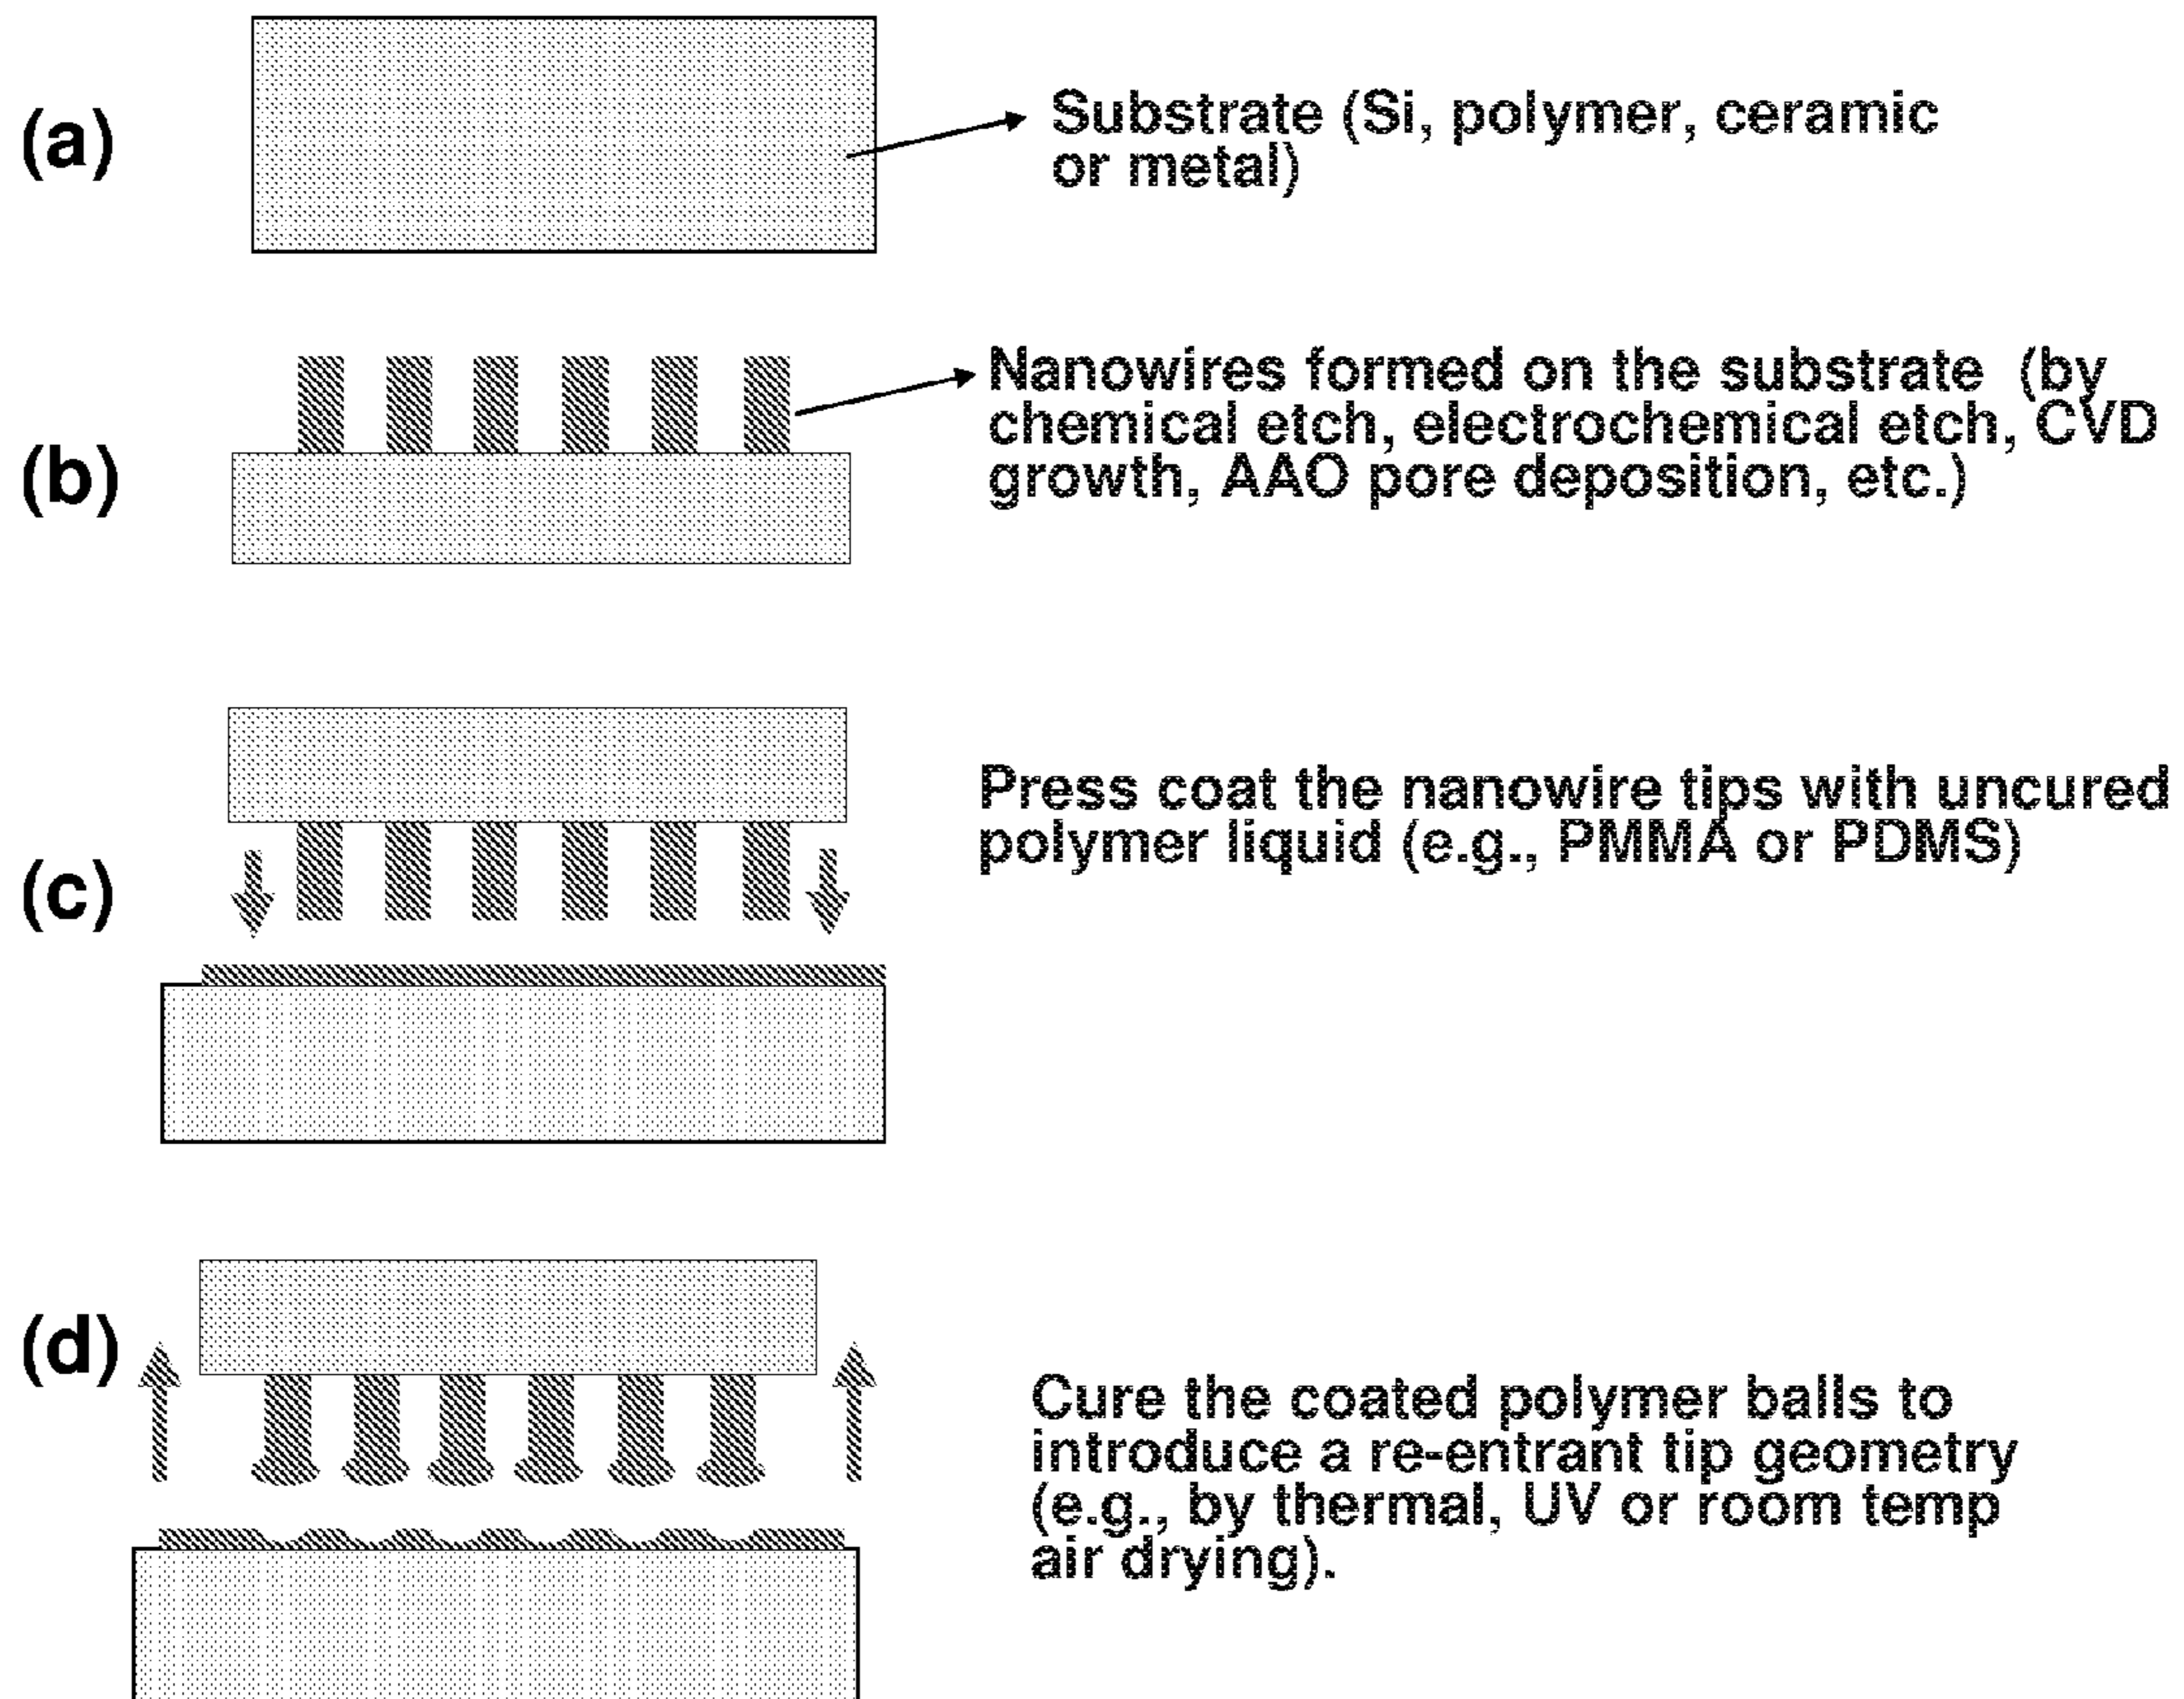 (a)
Substrate (Si, polymer, ceramic
or metal)
(b)
Nanowires formed on the substrate (by
chemical etch, electrochemical etch, CVD
growth, AAO pore deposition, etc.)
(c)
Press coat the nanowire tips with uncured
polymer liquid (e.g., PMMA or PDMS)
(d)
Cure the coated polymer balls to
introduce a re-entrant tip geometry
(e.g., by thermal, UV or room temp
air drying).